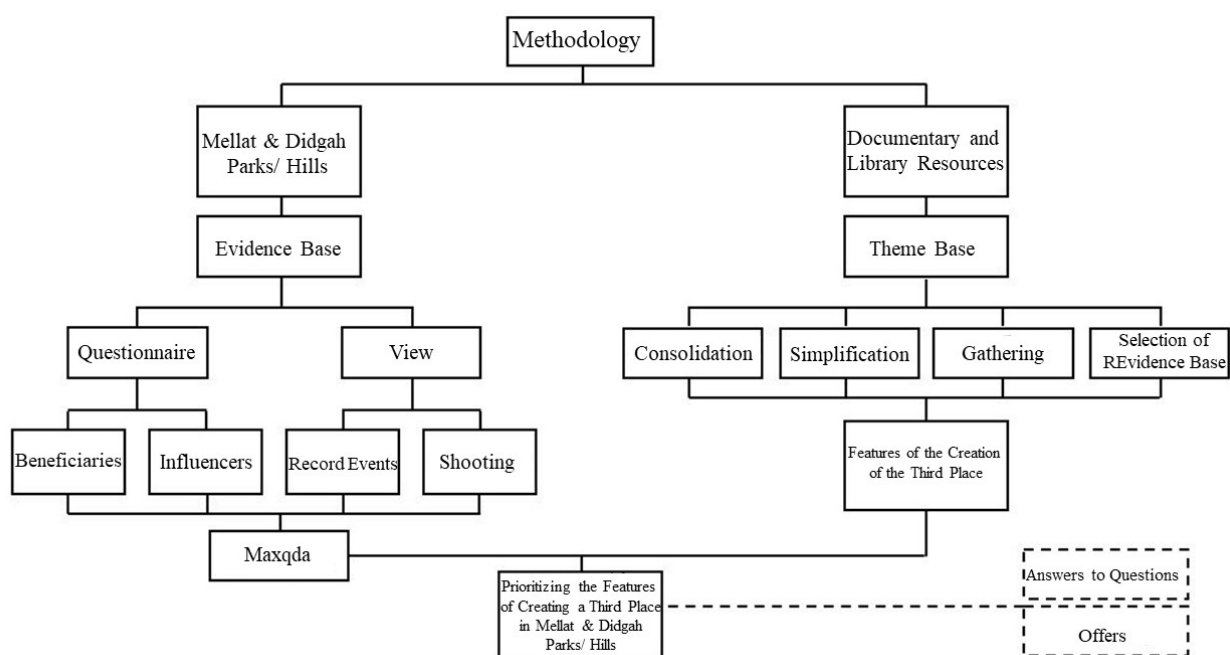 Methodology
Mellat & Didgah
Parks/ Hills
Documentary and
Library Resources
Evidence Base
Theme Base
Questionnaire
View
Consolidation
Simplification
Gathering
Selection of
REvidence Base
Beneficiaries
Influencers
Record Events
Shooting
Features of the Creation
of the Third Place
Maxqda
Prioritizing the Features
of Creating a Third Place
in Mellat & Didgah
Parks/ Hills
Answers to Questions
Offers